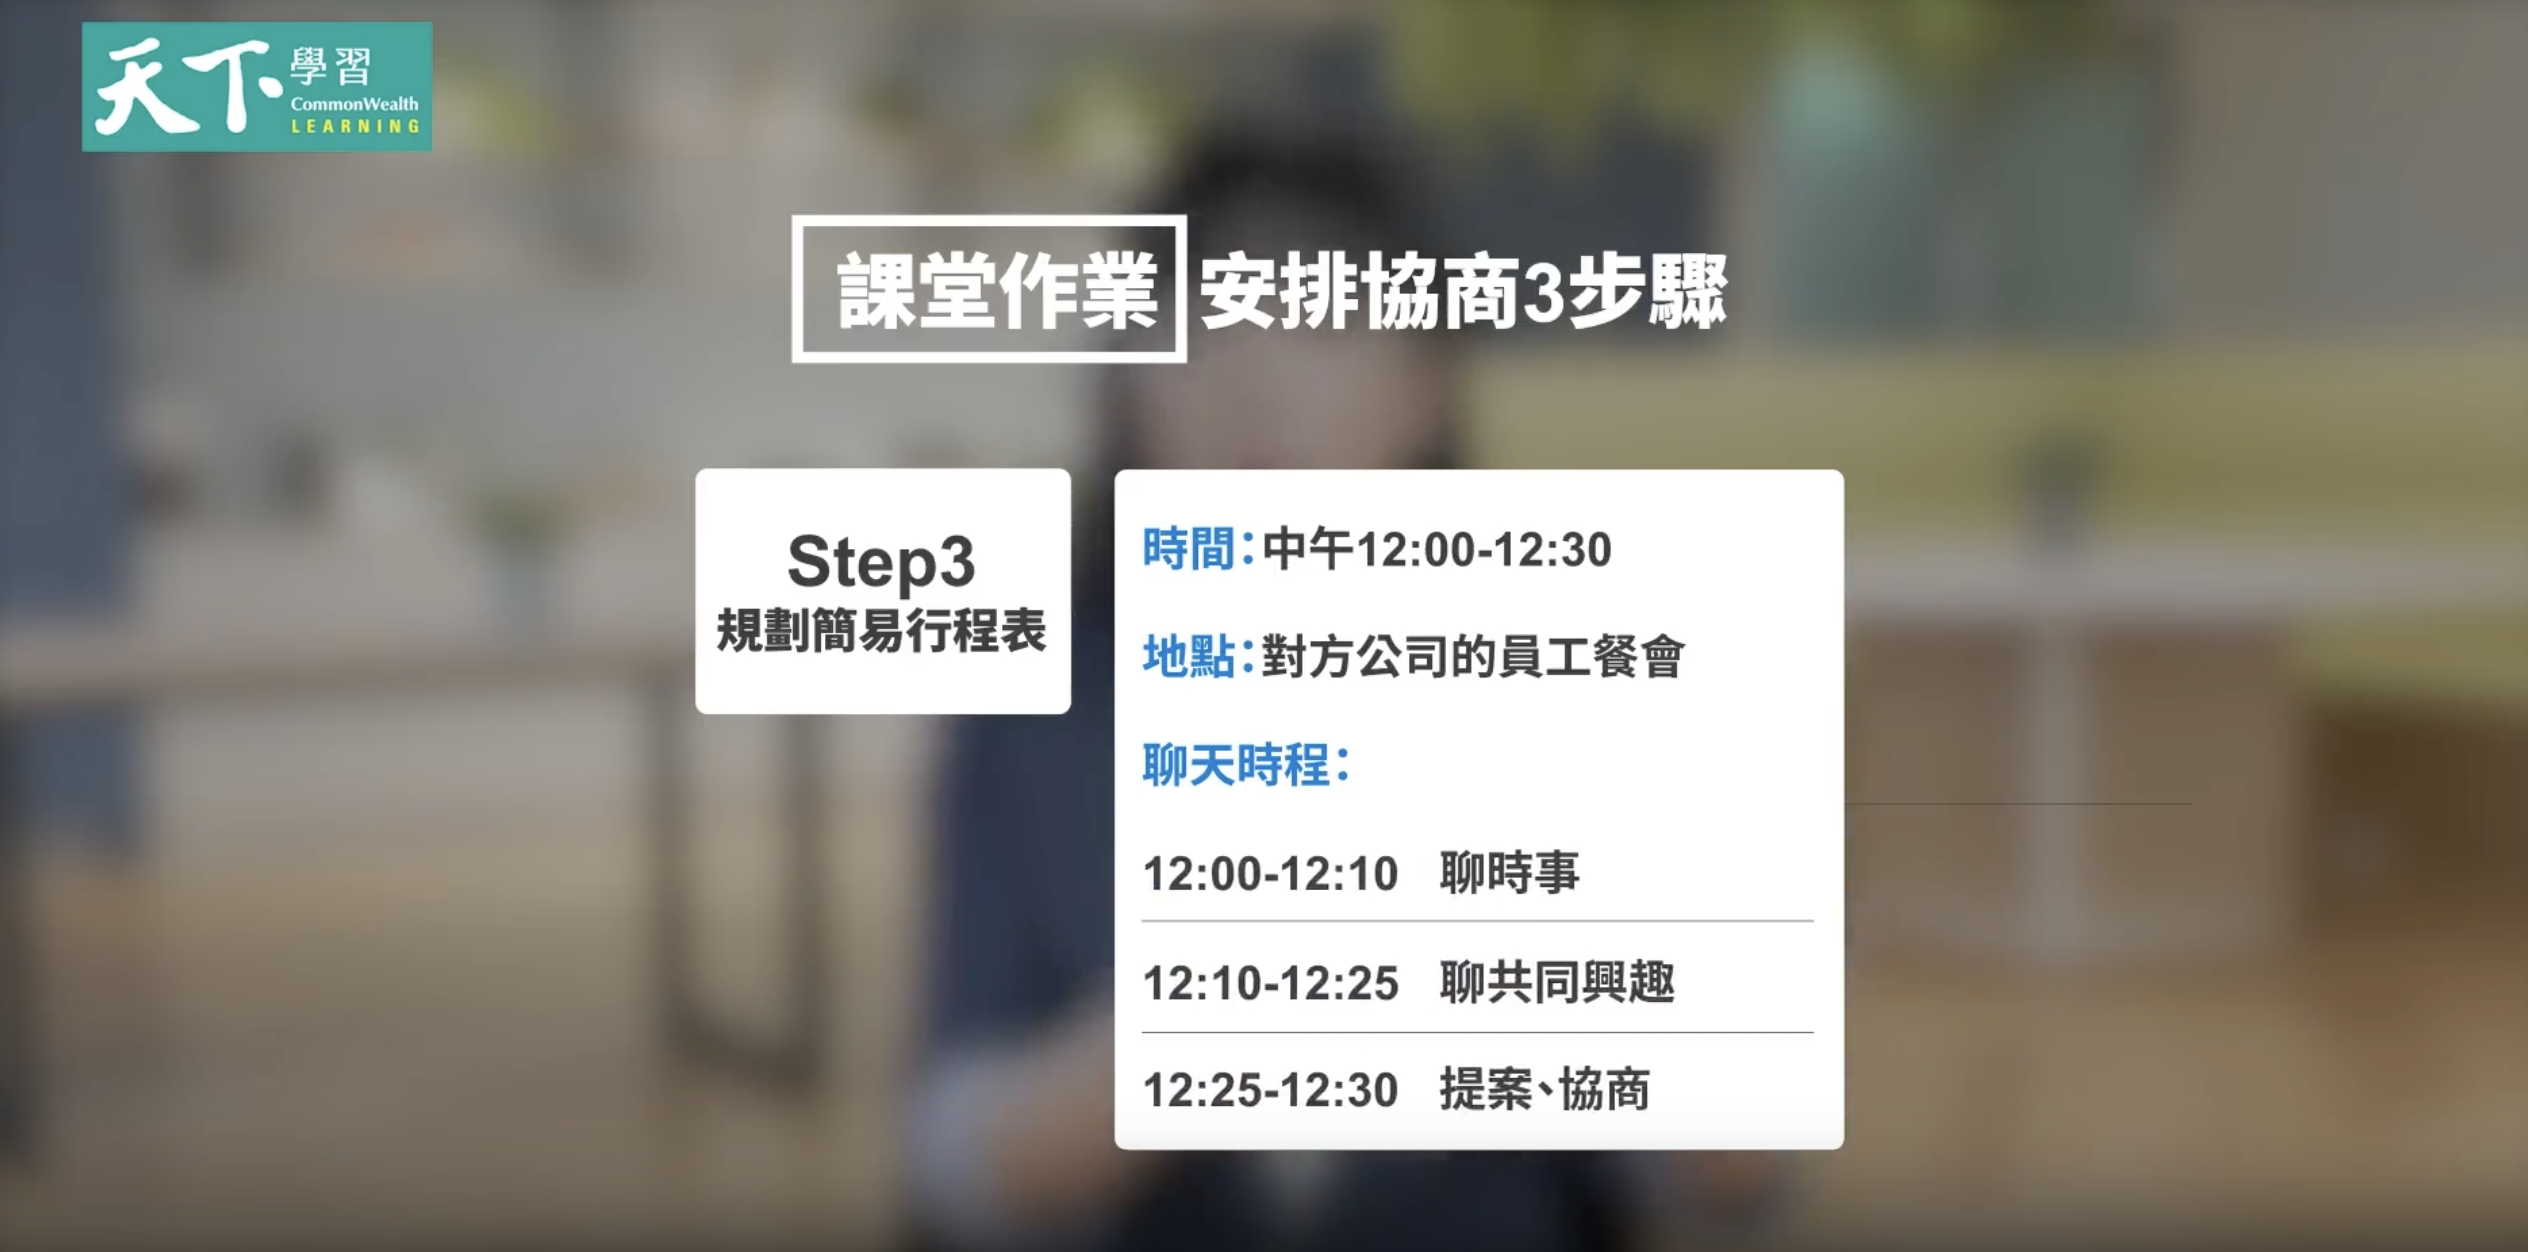 天下學習
CommonWealth
LEARNING
課堂作業 安排協商3步驟
Step3
規劃簡易行程表
時間：中午12:00-12:30
地點：對方公司的員工餐會
聊天時程：
12:00-12:10 聊時事
12:10-12:25 聊共同興趣
12:25-12:30 提案、協商